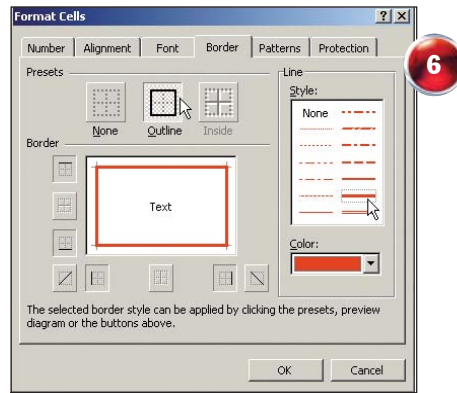 Format Cells
Number Alignment Font Border Patterns Protection
6
Presets
None Outline Inside
Line
Style:
None
Border
Text
Color:
The selected border style can be applied by clicking the presets, preview
diagram or the buttons above.
OK Cancel